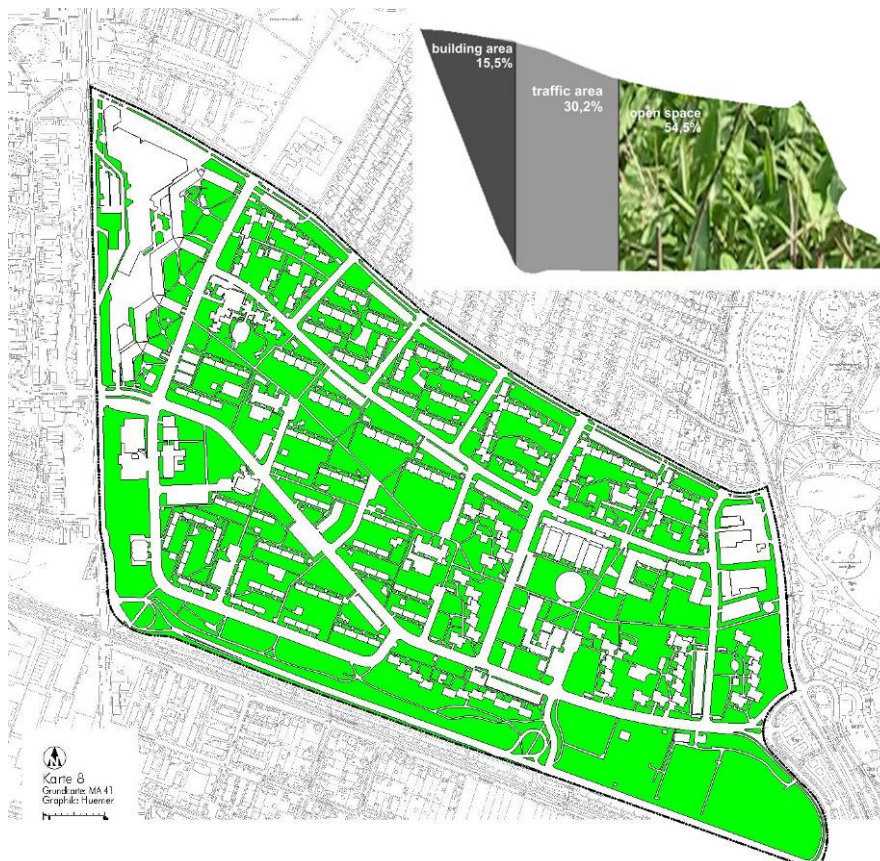 building area
15,5%
traffic area
30,2%
open space
54,5%
Karte 8
Grundkarte: MA 41
Graphik: Huemer